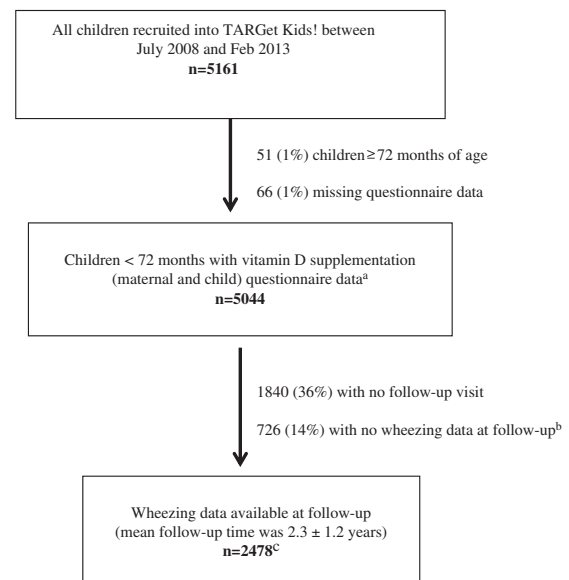 All children recruited into TARGet Kids! between
July 2008 and Feb 2013
n=5161
51 (1%) children≥72 months of age
66 (1%) missing questionnaire data
Children < 72 months with vitamin D supplementation
(maternal and child) questionnaire dataᵃ
n=5044
1840 (36%) with no follow-up visit
726 (14%) with no wheezing data at follow-upᵇ
Wheezing data available at follow-up
(mean follow-up time was 2.3 ± 1.2 years)
n=2478ᶜ